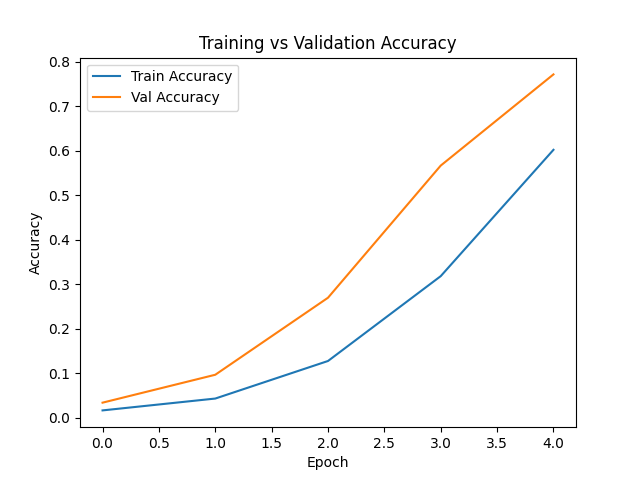 Training vs Validation Accuracy
Train Accuracy
Val Accuracy
Accuracy
0.8
0.7
0.6
0.5
0.4
0.3
0.2
0.1
0.0
0.0 0.5 1.0 1.5 2.0 2.5 3.0 3.5 4.0
Epoch